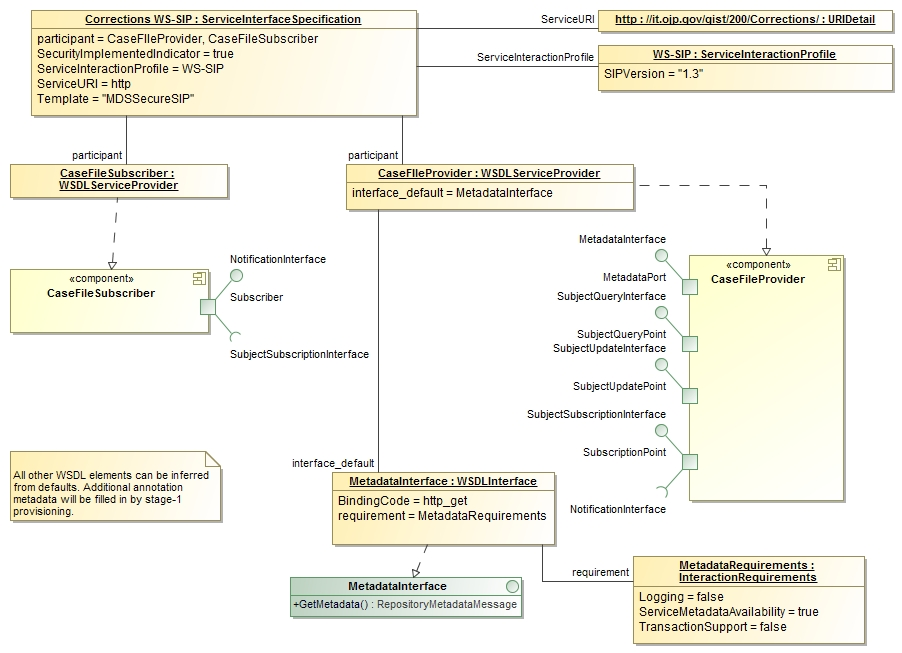 Corrections WS-SIP : ServiceInterfaceSpecification
participant = CaseFIleProvider, CaseFileSubscriber
SecurityImplementedIndicator = true
ServiceInteractionProfile = WS-SIP
ServiceURI = http
Template = "MDSSecureSIP"
ServiceURI
http://it.ojp.gov/gist/200/Corrections/ : URIDetail
ServiceInteractionProfile
WS-SIP : ServiceInteractionProfile
SIPVersion = "1.3"
participant
CaseFileSubscriber :
WSDLServiceProvider
participant
CaseFIleProvider : WSDLServiceProvider
interface_default = MetadataInterface
«component»
CaseFileSubscriber
NotificationInterface
Subscriber
SubjectSubscriptionInterface
MetadataInterface
MetadataPort
SubjectQueryInterface
SubjectQueryPoint
SubjectUpdateInterface
SubjectUpdatePoint
SubjectSubscriptionInterface
SubscriptionPoint
NotificationInterface
«component»
CaseFileProvider
All other WSDL elements can be inferred
from defaults. Additional annotation
metadata will be filled in by stage-1
provisioning.
interface_default
MetadataInterface : WSDLInterface
BindingCode = http_get
requirement = MetadataRequirements
MetadataInterface
+GetMetadata() : RepositoryMetadataMessage
requirement
MetadataRequirements :
InteractionRequirements
Logging = false
ServiceMetadataAvailability = true
TransactionSupport = false